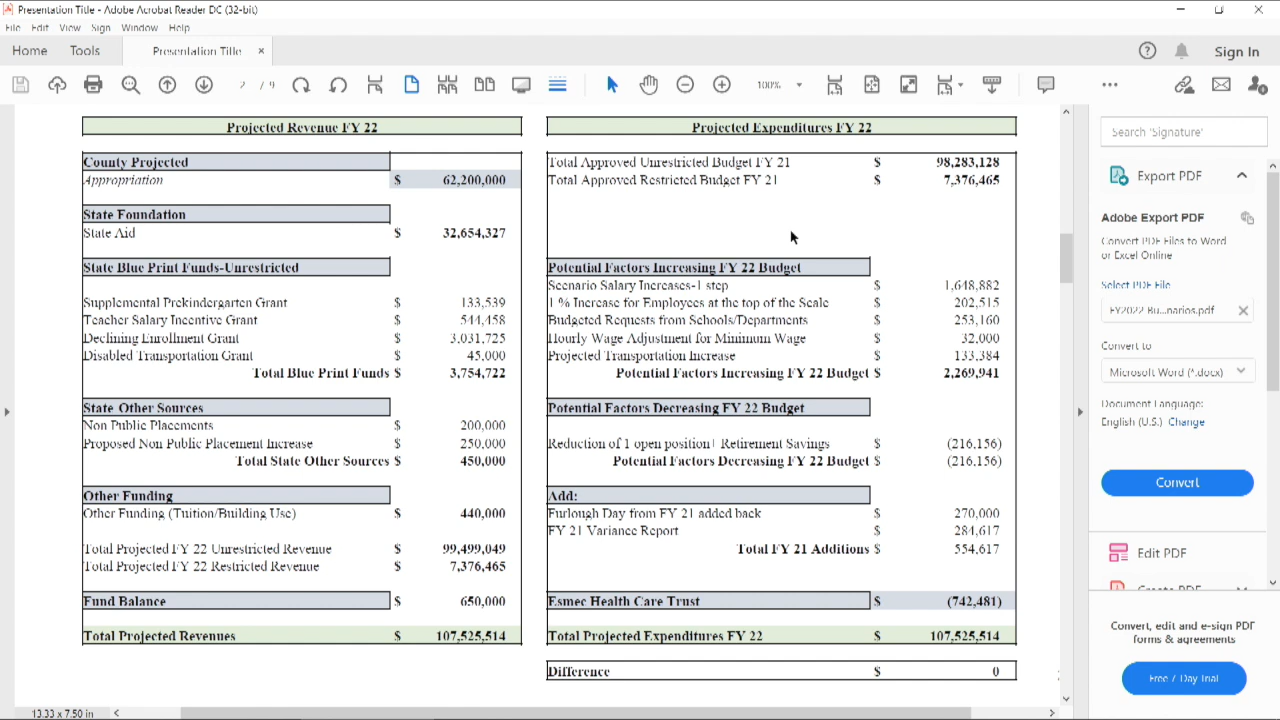 Presentation Title - Adobe Acrobat Reader DC (32-bit)
File Edit View Sign Window Help
Home Tools Presentation Title × Sign In
2 / 9 100%
Projected Revenue FY 22
County Projected
Appropriation $ 62,200,000
State Foundation
State Aid $ 32,654,327
State Blue Print Funds-Unrestricted
Supplemental Prekindergarten Grant $ 133,539
Teacher Salary Incentive Grant $ 544,458
Declining Enrollment Grant $ 3,031,725
Disabled Transportation Grant $ 45,000
Total Blue Print Funds $ 3,754,722
State Other Sources
Non Public Placements $ 200,000
Proposed Non Public Placement Increase $ 250,000
Total State Other Sources $ 450,000
Other Funding
Other Funding (Tuition/Building Use) $ 440,000
Total Projected FY 22 Unrestricted Revenue $ 99,499,049
Total Projected FY 22 Restricted Revenue $ 7,376,465
Fund Balance $ 650,000
Total Projected Revenues $ 107,525,514
Projected Expenditures FY 22
Total Approved Unrestricted Budget FY 21 $ 98,283,128
Total Approved Restricted Budget FY 21 $ 7,376,465
Potential Factors Increasing FY 22 Budget
Scenario Salary Increases-1 step $ 1,648,882
1 % Increase for Employees at the top of the Scale $ 202,515
Budgeted Requests from Schools/Departments $ 253,160
Hourly Wage Adjustment for Minimum Wage $ 32,000
Projected Transportation Increase $ 133,384
Potential Factors Increasing FY 22 Budget $ 2,269,941
Potential Factors Decreasing FY 22 Budget
Reduction of 1 open position+ Retirement Savings $ (216,156)
Potential Factors Decreasing FY 22 Budget $ (216,156)
Add:
Furlough Day from FY 21 added back $ 270,000
FY 21 Variance Report $ 284,617
Total FY 21 Additions $ 554,617
Esmec Health Care Trust $ (742,481)
Total Projected Expenditures FY 22 $ 107,525,514
Difference $ 0
Search 'Signature'
Export PDF
Adobe Export PDF
Convert PDF Files to Word
or Excel Online
Select PDF File
FY2022 Bu...narios.pdf
Convert to
Microsoft Word (*.docx)
Document Language:
English (U.S.) Change
Convert
Edit PDF
Create PDF
Convert, edit and e-sign PDF
forms & agreements
Free 7-Day Trial
13.33 x 7.50 in